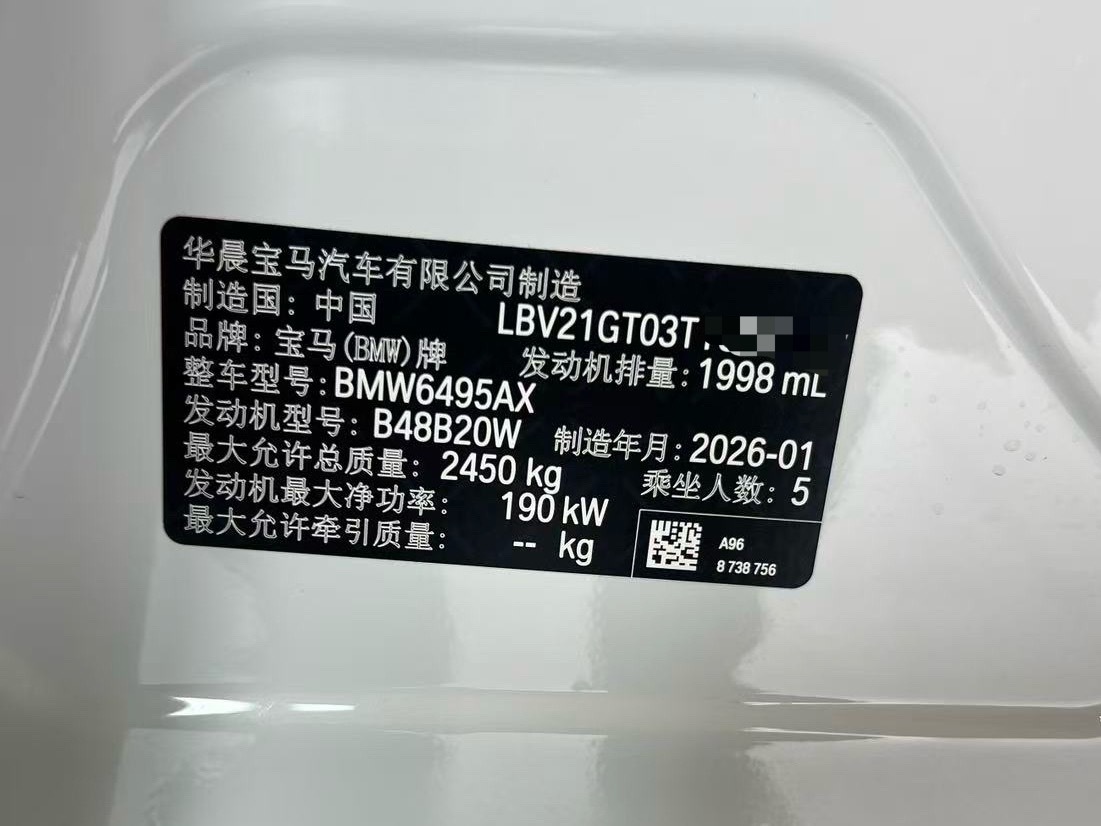 华晨宝马汽车有限公司制造
制造国：中国
LBV21GT03T
品牌：宝马(BMW)牌
发动机排量：1998 mL
整车型号：BMW6495AX
发动机型号：B48B20W
制造年月：2026-01
最大允许总质量：2450 kg
乘坐人数：5
发动机最大净功率：190 kW
最大允许牵引质量：-- kg
A96
8 738 756